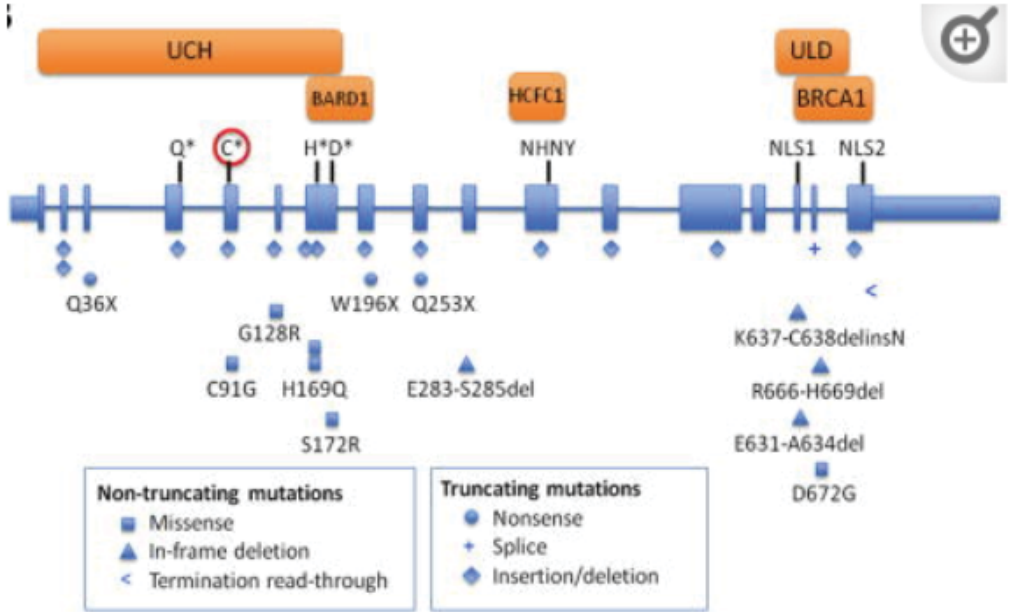 UCH
ULD
BARD1
HCFC1
BRCA1
Q* C* H*D* NHNY NLS1 NLS2
+
<
Q36X W196X Q253X
G128R K637-C638delinsN
C91G H169Q E283-S285del R666-H669del
S172R E631-A634del
D672G
Non-truncating mutations
Missense
In-frame deletion
< Termination read-through
Truncating mutations
Nonsense
+ Splice
Insertion/deletion